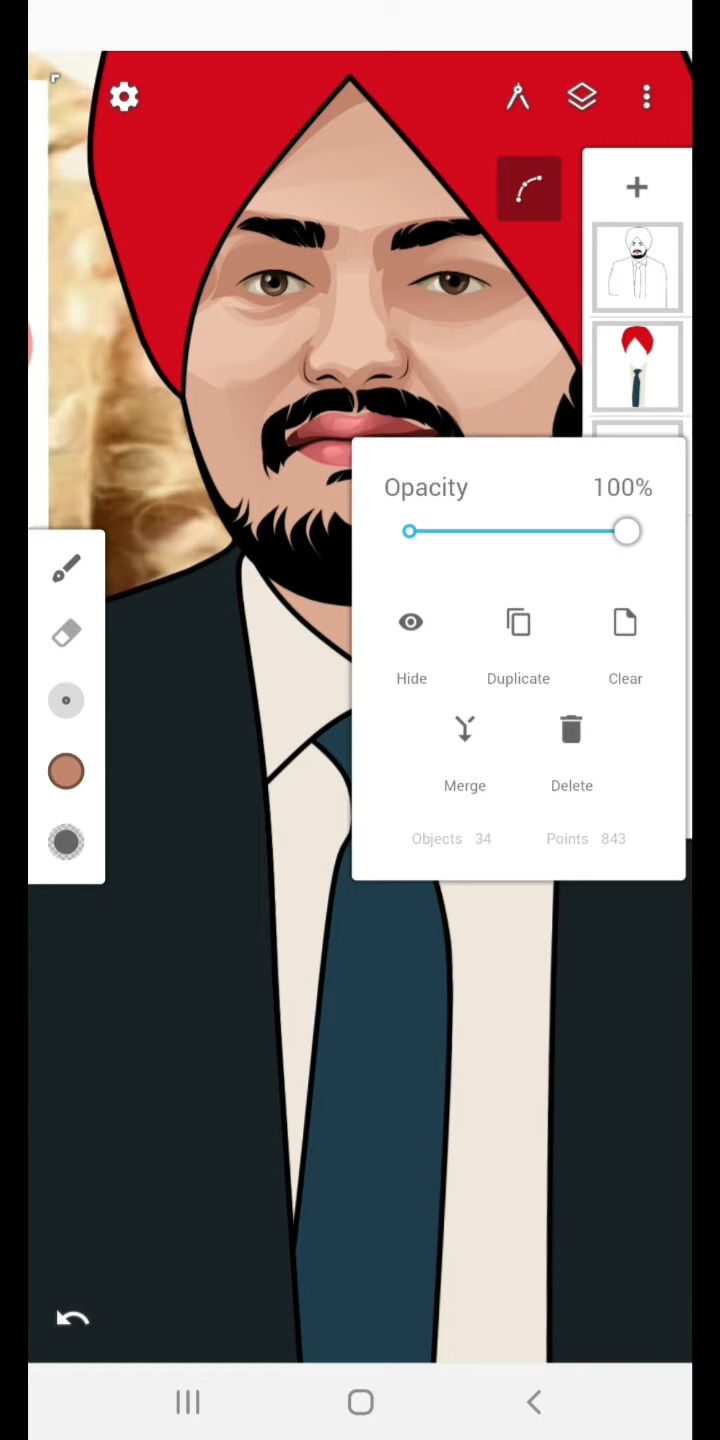 Opacity 100%
Hide Duplicate Clear
Merge Delete
Objects 34 Points 843